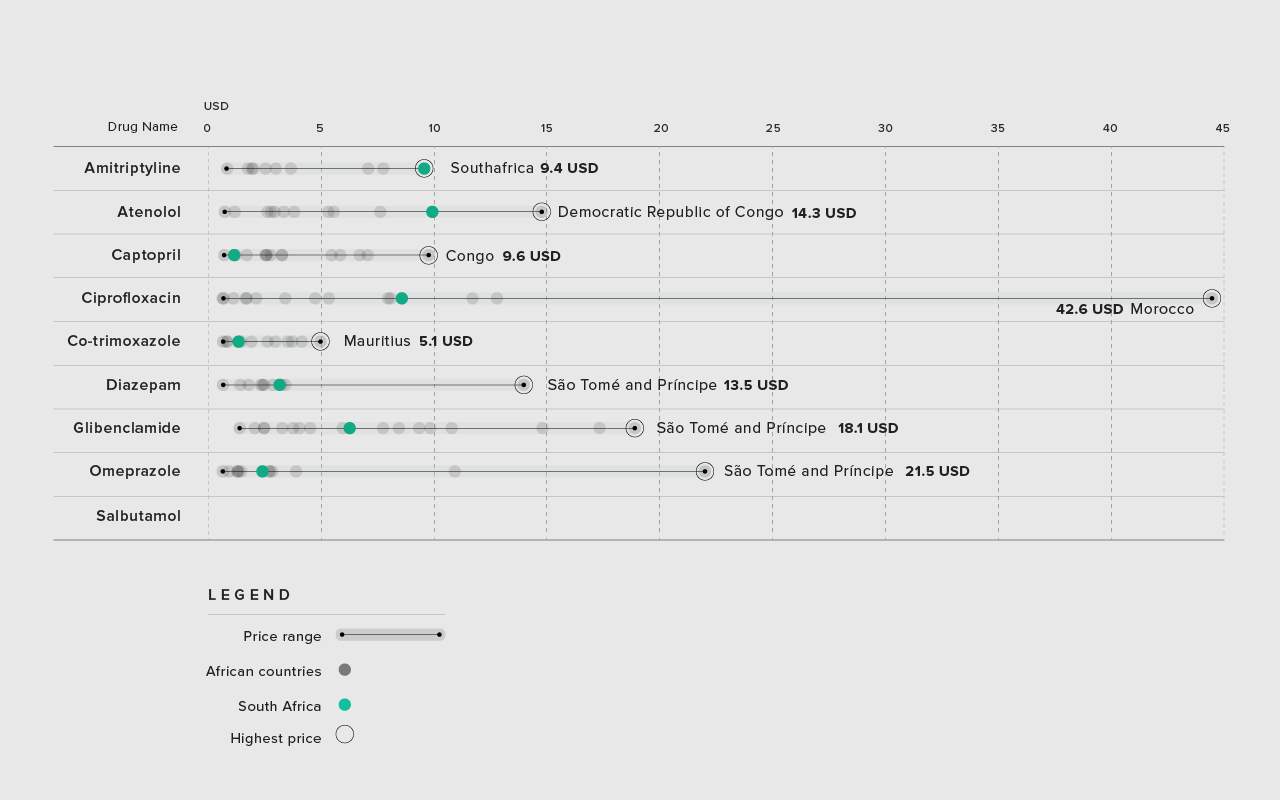 USD
Drug Name 0 5 10 15 20 25 30 35 40 45
Amitriptyline Southafrica 9.4 USD
Atenolol Democratic Republic of Congo 14.3 USD
Captopril Congo 9.6 USD
Ciprofloxacin
42.6 USD Morocco
Co-trimoxazole Mauritius 5.1 USD
Diazepam São Tomé and Príncipe 13.5 USD
Glibenclamide São Tomé and Príncipe 18.1 USD
Omeprazole São Tomé and Príncipe 21.5 USD
Salbutamol
LEGEND
Price range
African countries
South Africa
Highest price